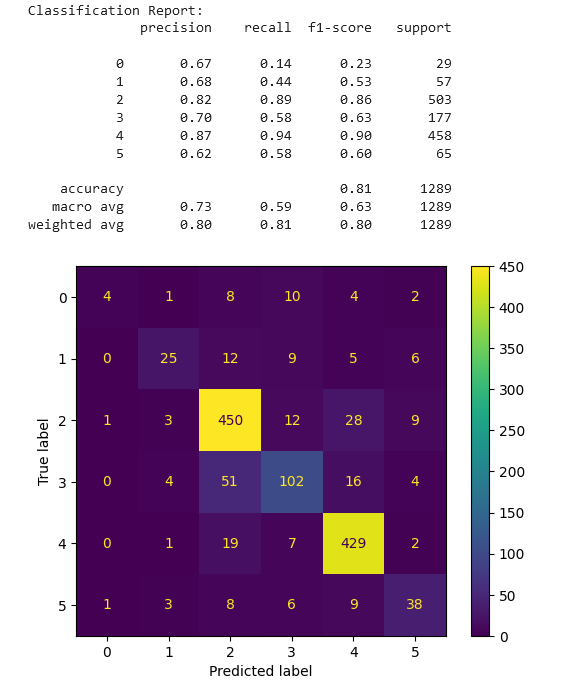 Classification Report:
precision recall f1-score support
0 0.67 0.14 0.23 29
1 0.68 0.44 0.53 57
2 0.82 0.89 0.86 503
3 0.70 0.58 0.63 177
4 0.87 0.94 0.90 458
5 0.62 0.58 0.60 65
accuracy 0.81 1289
macro avg 0.73 0.59 0.63 1289
weighted avg 0.80 0.81 0.80 1289
0 4 1 8 10 4 2
1 0 25 12 9 5 6
2 1 3 450 12 28 9
3 0 4 51 102 16 4
4 0 1 19 7 429 2
5 1 3 8 6 9 38
0 1 2 3 4 5
True label
Predicted label
450
400
350
300
250
200
150
100
50
0